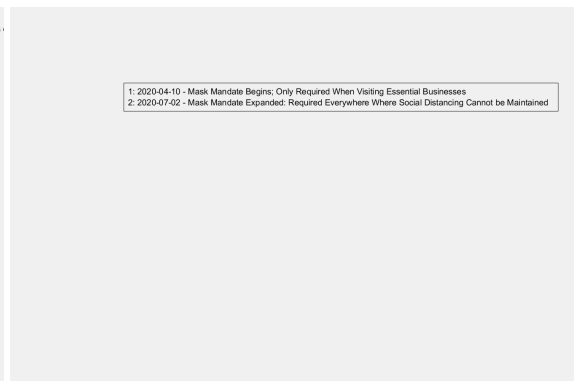 1: 2020-04-10 - Mask Mandate Begins; Only Required When Visiting Essential Businesses
2: 2020-07-02 - Mask Mandate Expanded: Required Everywhere Where Social Distancing Cannot be Maintained